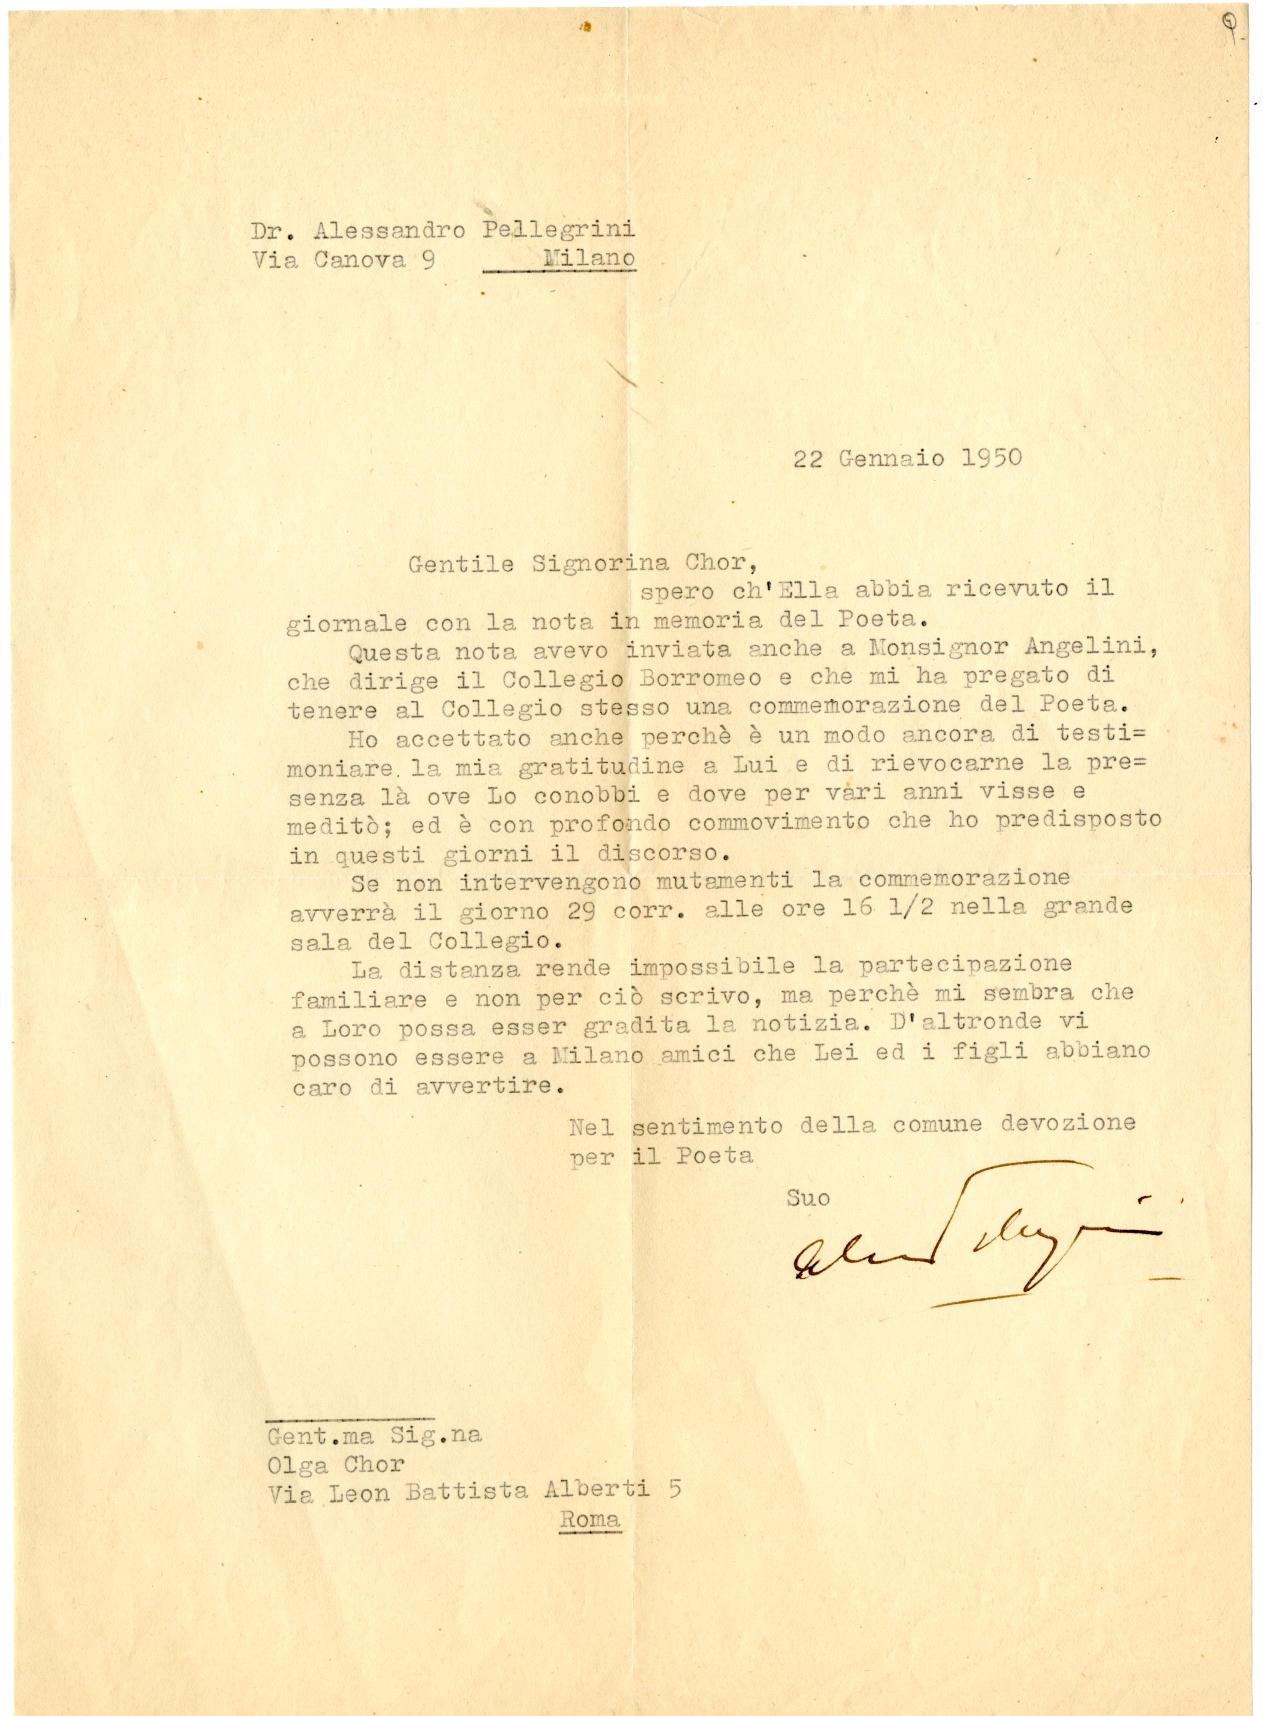 Dr. Alessandro Pellegrini
Via Canova 9 Milano
22 Gennaio 1950
Gentile Signorina Chor,
spero ch'Ella abbia ricevuto il
giornale con la nota in memoria del Poeta.
Questa nota avevo inviata anche a Monsignor Angelini,
che dirige il Collegio Borromeo e che mi ha pregato di
tenere al Collegio stesso una commemorazione del Poeta.
Ho accettato anche perchè è un modo ancora di testi=
moniare la mia gratitudine a Lui e di rievocarne la pre=
senza là ove Lo conobbi e dove per vari anni visse e
meditò; ed è con profondo commovimento che ho predisposto
in questi giorni il discorso.
Se non intervengono mutamenti la commemorazione
avverrà il giorno 29 corr. alle ore 16 1/2 nella grande
sala del Collegio.
La distanza rende impossibile la partecipazione
familiare e non per ciò scrivo, ma perchè mi sembra che
a Loro possa esser gradita la notizia. D'altronde vi
possono essere a Milano amici che Lei ed i figli abbiano
caro di avvertire.
Nel sentimento della comune devozione
per il Poeta
Suo
Gent.ma Sig.na
Olga Chor
Via Leon Battista Alberti 5
Roma